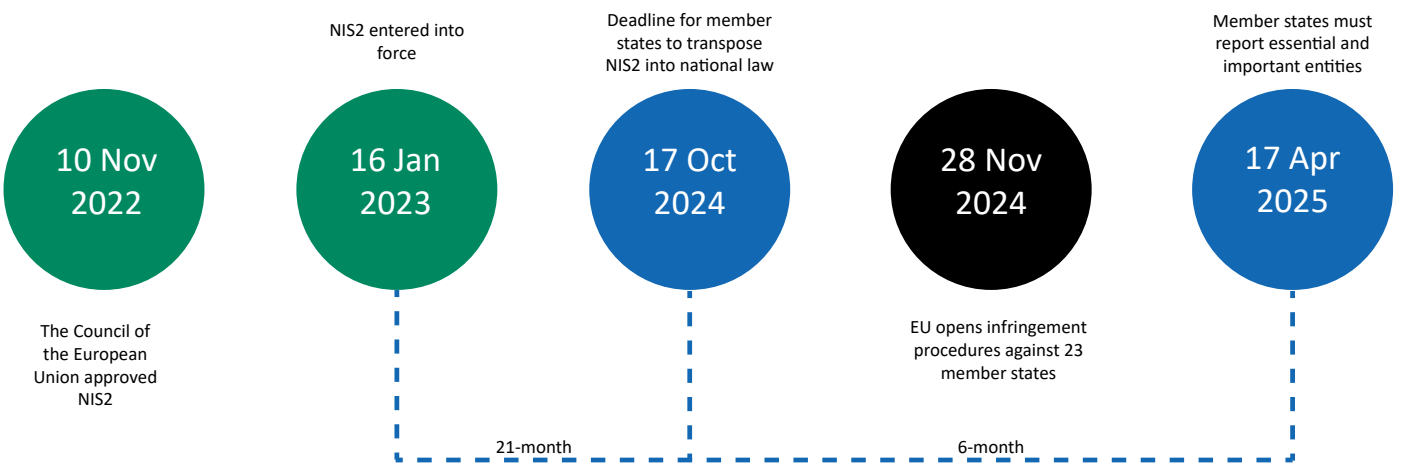 10 Nov
2022
The Council of
the European
Union approved
NIS2
NIS2 entered into
force
16 Jan
2023
Deadline for member
states to transpose
NIS2 into national law
17 Oct
2024
28 Nov
2024
EU opens infringement
procedures against 23
member states
Member states must
report essential and
important entities
17 Apr
2025
21-month
6-month